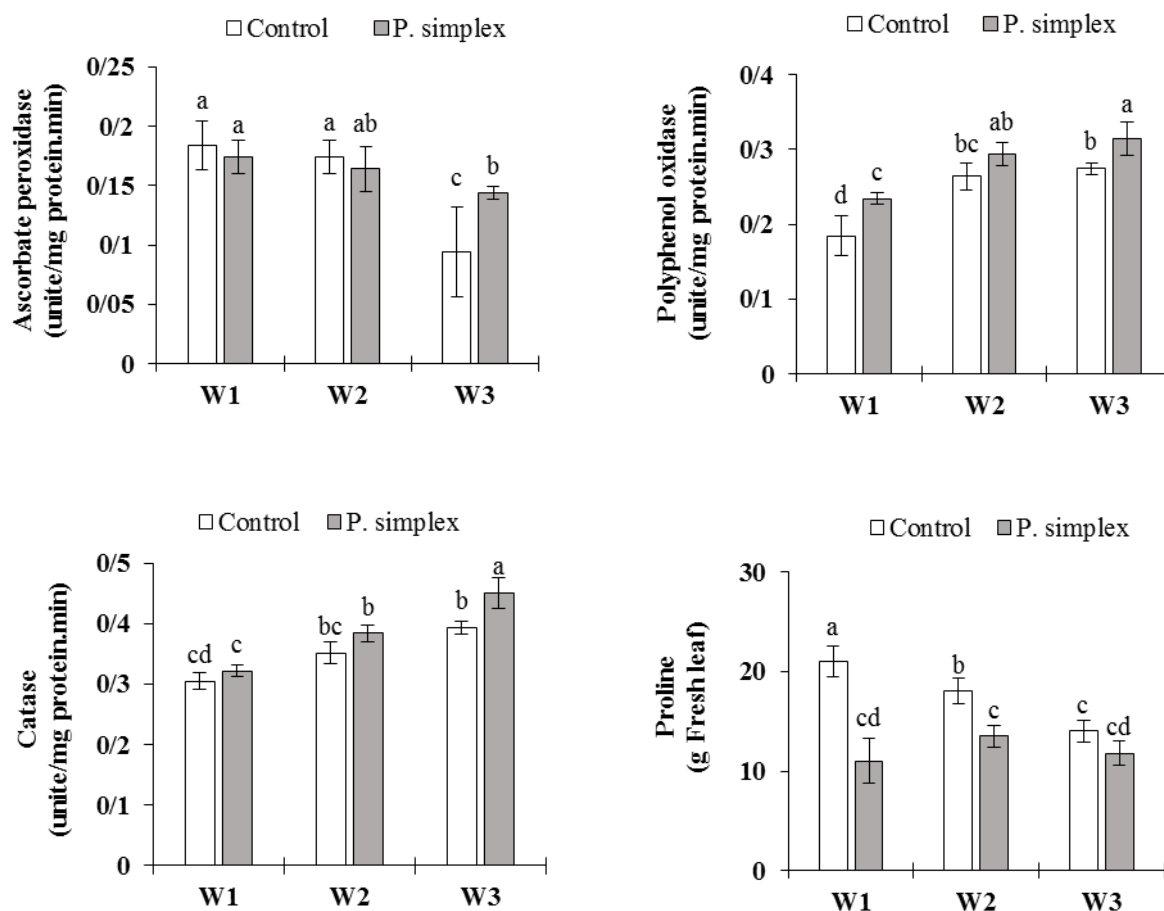 Control P. simplex
Ascorbate peroxidase
(unite/mg protein.min)
0/25
0/2
0/15
0/1
0/05
0
a a a ab c b
W1 W2 W3
Control P. simplex
Polyphenol oxidase
(unite/mg protein.min)
0/4
0/3
0/2
0/1
0
d c bc ab b a
W1 W2 W3
Control P. simplex
Catase
(unite/mg protein.min)
0/5
0/4
0/3
0/2
0/1
0
cd c bc b b a
W1 W2 W3
Control P. simplex
Proline
(g Fresh leaf)
30
20
10
0
a cd b c c cd
W1 W2 W3